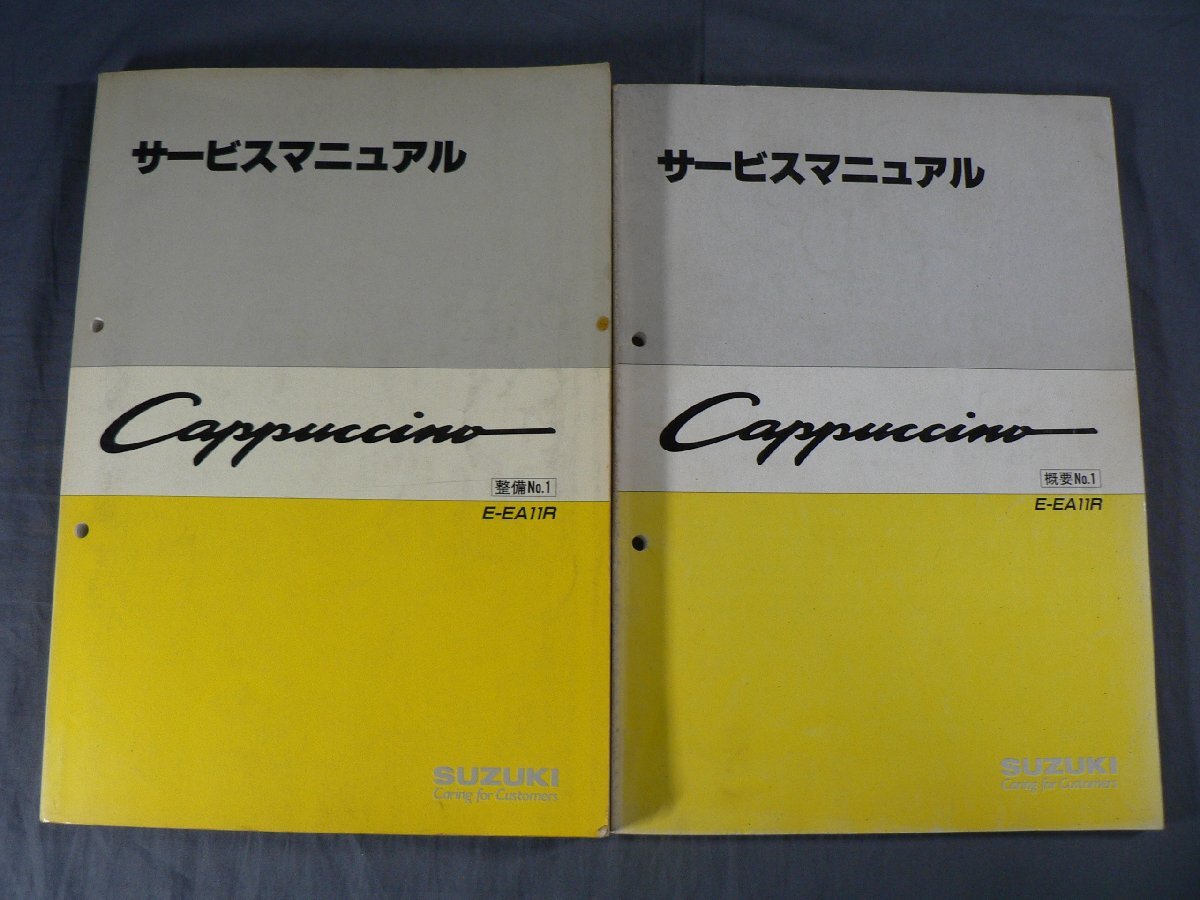 サービスマニュアル
Cappuccino
整備No.1
E-EA11R
SUZUKI
Caring for Customers
サービスマニュアル
Cappuccino
概要No.1
E-EA11R
SUZUKI
Caring for Customers